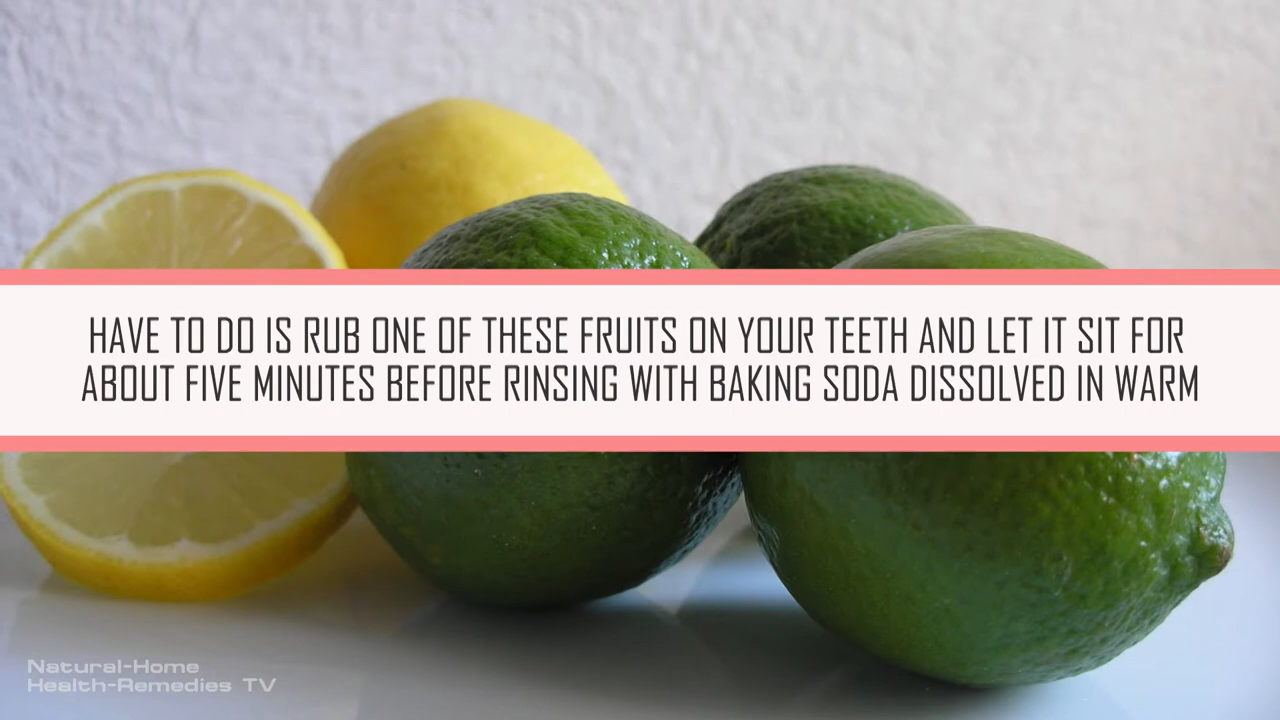 HAVE TO DO IS RUB ONE OF THESE FRUITS ON YOUR TEETH AND LET IT SIT FOR
ABOUT FIVE MINUTES BEFORE RINSING WITH BAKING SODA DISSOLVED IN WARM
Natural-Home
Health-Remedies TV